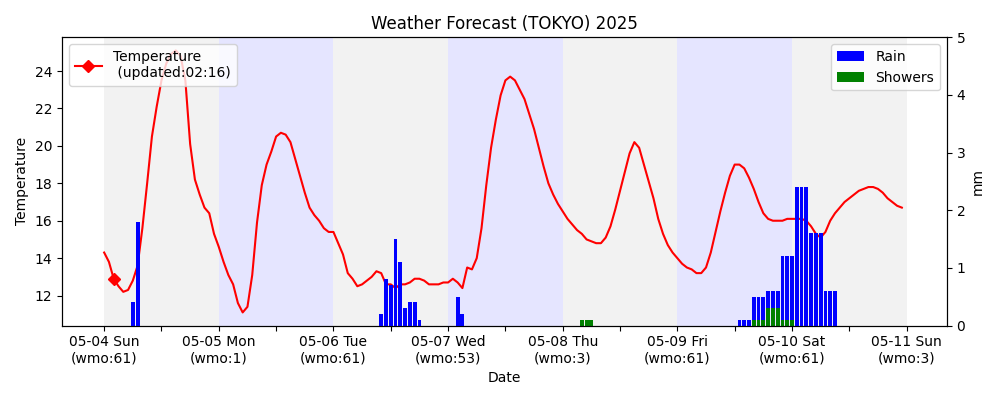 Weather Forecast (TOKYO) 2025
Temperature
(updated:02:16)
Rain
Showers
Temperature
24
22
20
18
16
14
12
5
4
3
2
1
0
mm
05-04 Sun
(wmo:61)
05-05 Mon
(wmo:1)
05-06 Tue
(wmo:61)
05-07 Wed
(wmo:53)
05-08 Thu
(wmo:3)
05-09 Fri
(wmo:61)
05-10 Sat
(wmo:61)
05-11 Sun
(wmo:3)
Date